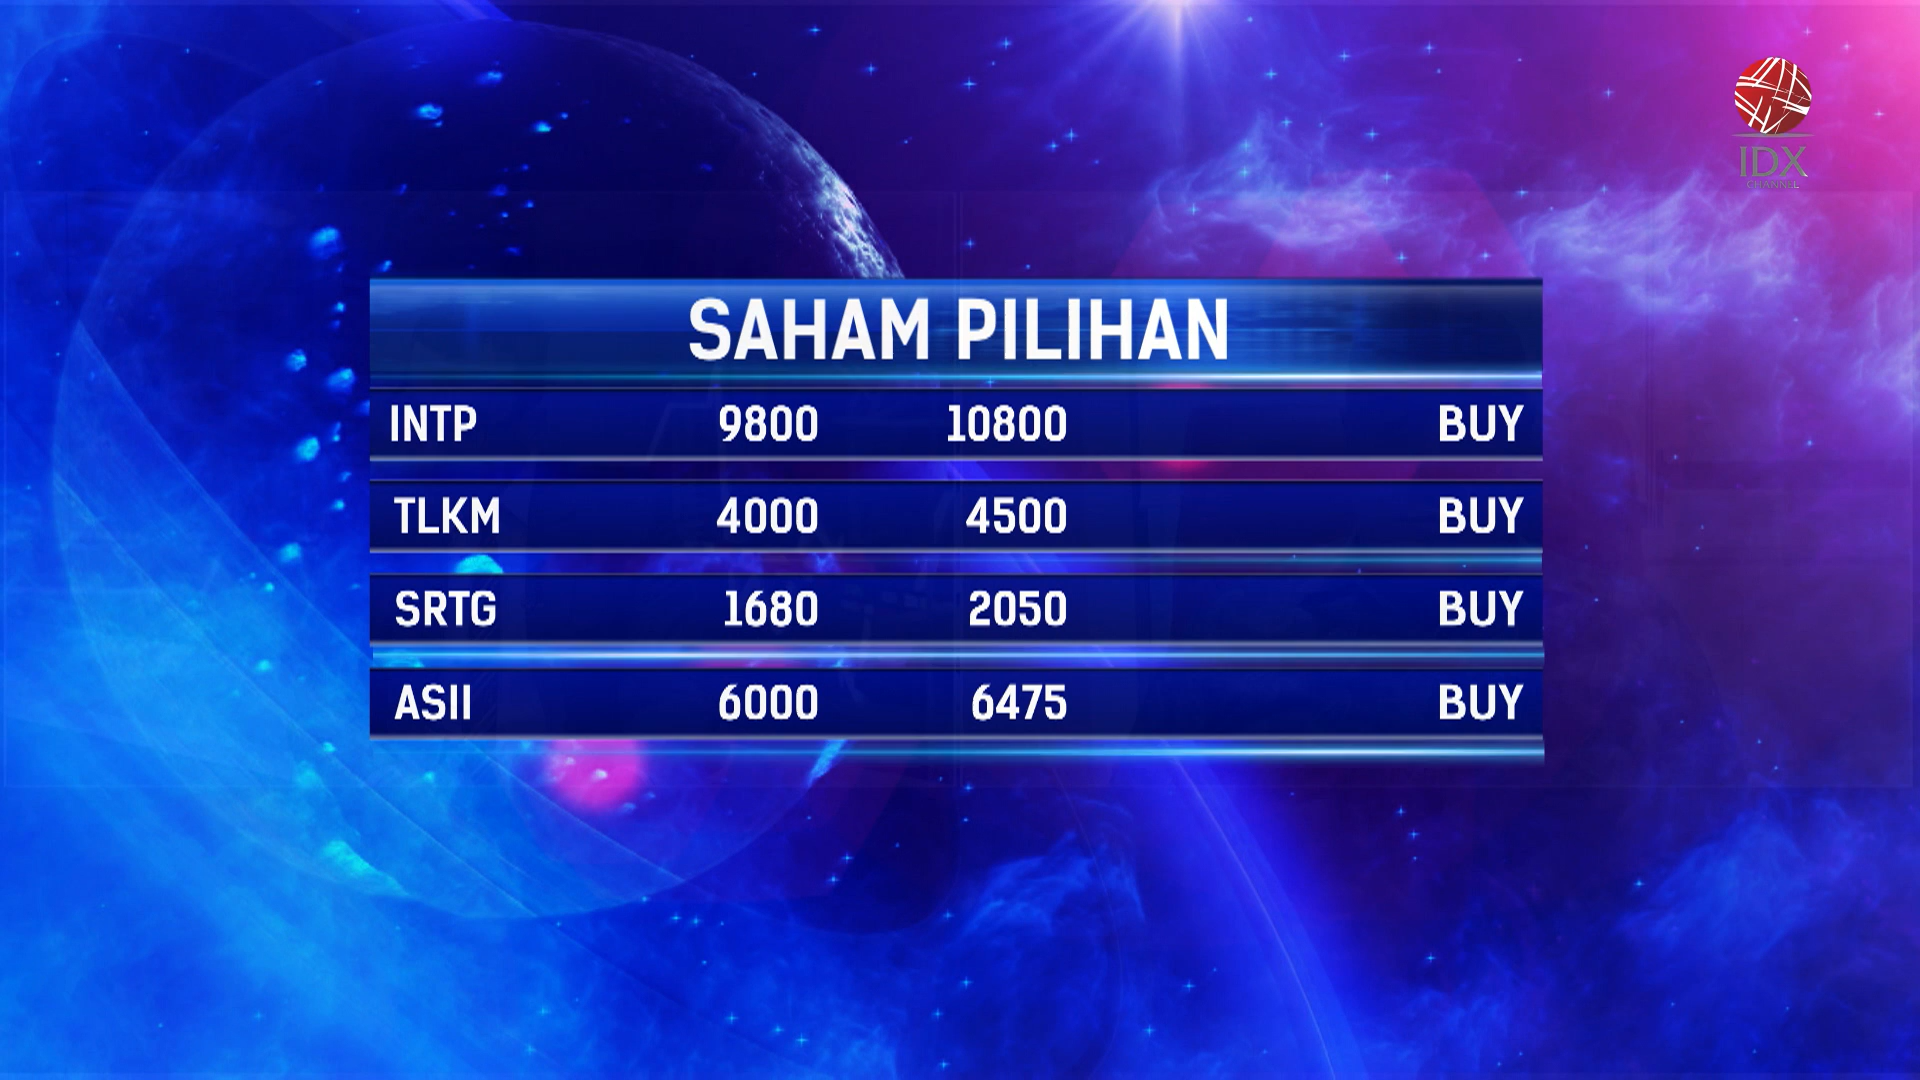 IDX
CHANNEL
SAHAM PILIHAN
INTP 9800 10800 BUY
TLKM 4000 4500 BUY
SRTG 1680 2050 BUY
ASII 6000 6475 BUY